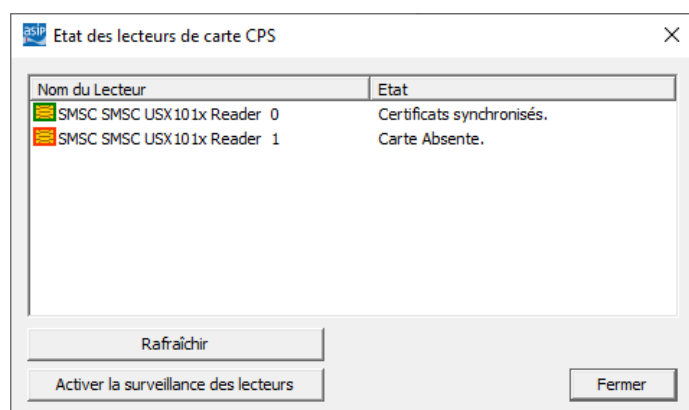 asip Etat des lecteurs de carte CPS
Nom du Lecteur Etat
SMSC SMSC USX101x Reader 0 Certificats synchronisés.
SMSC SMSC USX101x Reader 1 Carte Absente.
Rafraîchir
Activer la surveillance des lecteurs Fermer